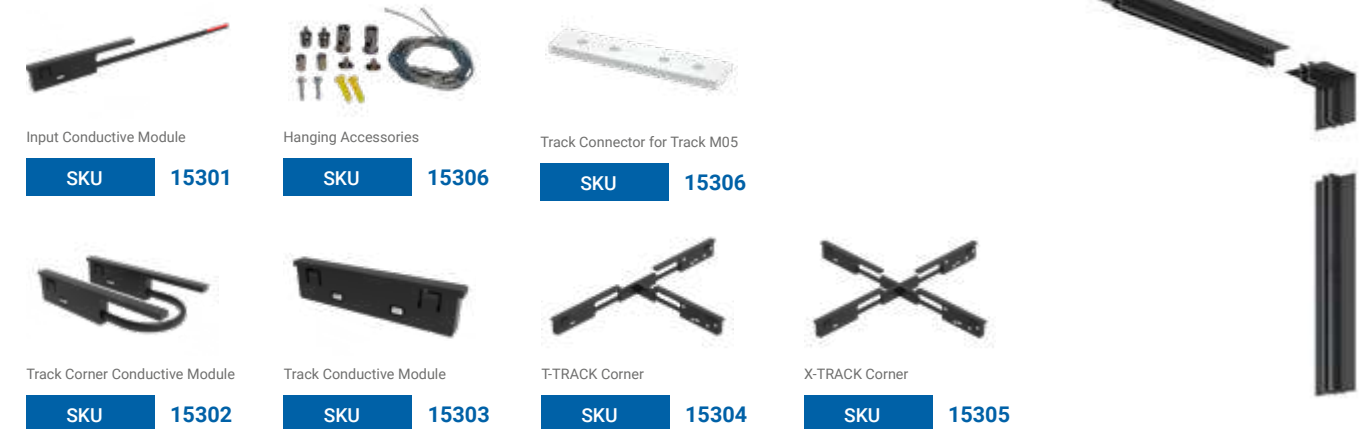 Input Conductive Module
SKU 15301
Hanging Accessories
SKU 15306
Track Connector for Track M05
SKU 15306
Track Corner Conductive Module
SKU 15302
Track Conductive Module
SKU 15303
T-TRACK Corner
SKU 15304
X-TRACK Corner
SKU 15305